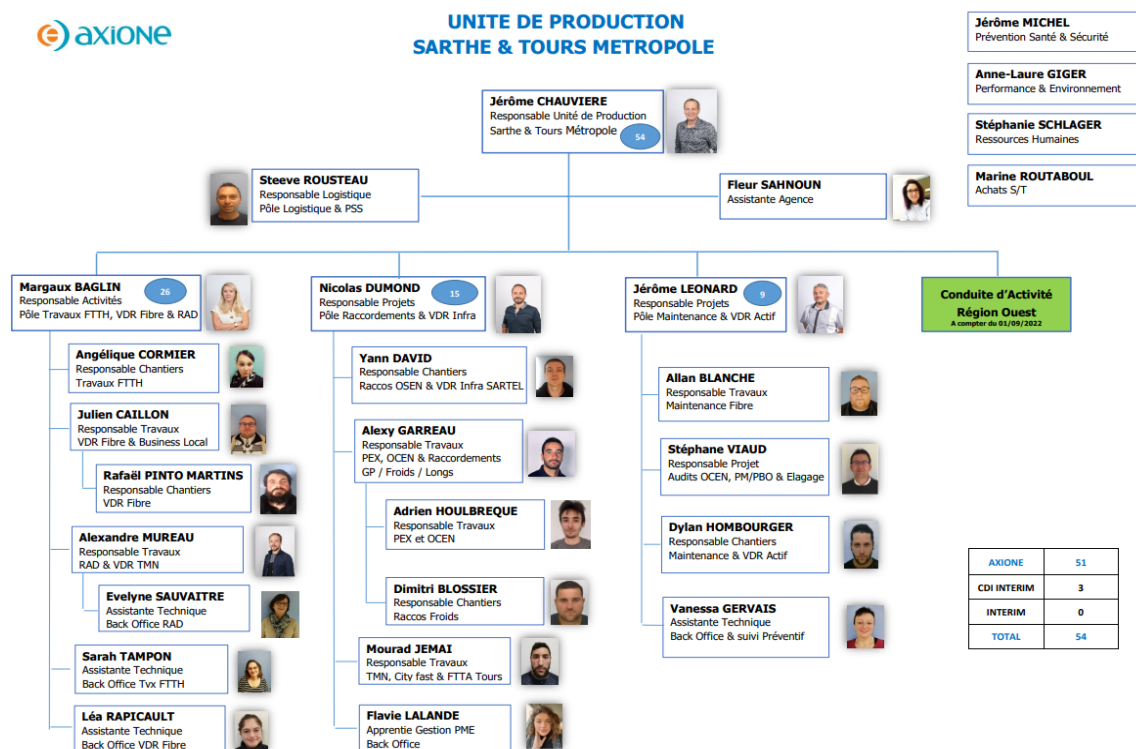 axione
UNITE DE PRODUCTION
SARTHE & TOURS METROPOLE
Jérôme MICHEL
Prévention Santé & Sécurité
Anne-Laure GIGER
Performance & Environnement
Stéphanie SCHLAGER
Ressources Humaines
Marine ROUTABOUL
Achats S/T
Jérôme CHAUVIERE
Responsable Unité de Production
Sarthe & Tours Métropole
54
Steeve ROUSTEAU
Responsable Logistique
Pôle Logistique & PSS
Fleur SAHNOUN
Assistante Agence
Margaux BAGLIN
Responsable Activités
Pôle Travaux FTTH, VDR Fibre & RAD
26
Angélique CORMIER
Responsable Chantiers
Travaux FTTH
Julien CAILLON
Responsable Travaux
VDR Fibre & Business Local
Rafaël PINTO MARTINS
Responsable Chantiers
VDR Fibre
Alexandre MUREAU
Responsable Travaux
RAD & VDR TMN
Evelyne SAUVAITRE
Assistante Technique
Back Office RAD
Sarah TAMPON
Assistante Technique
Back Office Tvx FTTH
Léa RAPICAULT
Assistante Technique
Back Office VDR Fibre
Nicolas DUMOND
Responsable Projets
Pôle Raccordements & VDR Infra
15
Yann DAVID
Responsable Chantiers
Raccos OSEN & VDR Infra SARTEL
Alexy GARREAU
Responsable Travaux
PEX, OCEN & Raccordements
GP / Froids / Longs
Adrien HOULBREQUE
Responsable Travaux
PEX et OCEN
Dimitri BLOSSIER
Responsable Chantiers
Raccos Froids
Mourad JEMAI
Responsable Travaux
TMN, City fast & FTTA Tours
Flavie LALANDE
Apprentie Gestion PME
Back Office
Jérôme LEONARD
Responsable Projets
Pôle Maintenance & VDR Actif
9
Allan BLANCHE
Responsable Travaux
Maintenance Fibre
Stéphane VIAUD
Responsable Projet
Audits OCEN, PM/PBO & Elagage
Dylan HOMBOURGER
Responsable Chantiers
Maintenance & VDR Actif
Vanessa GERVAIS
Assistante Technique
Back Office & suivi Préventif
Conduite d'Activité
Région Ouest
A compter du 01/09/2022
AXIONE 51
CDI INTERIM 3
INTERIM 0
TOTAL 54